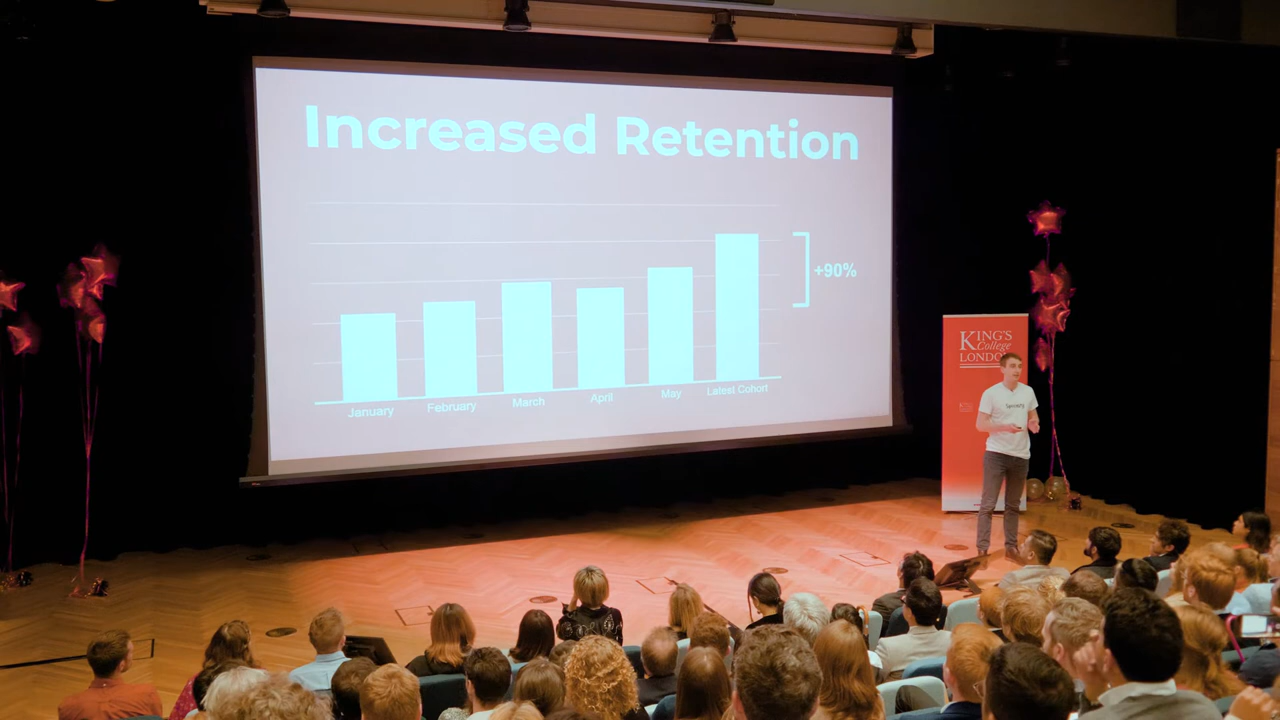 Increased Retention
+90%
January
February
March
April
May
Latest Cohort
KING'S
College
LONDON